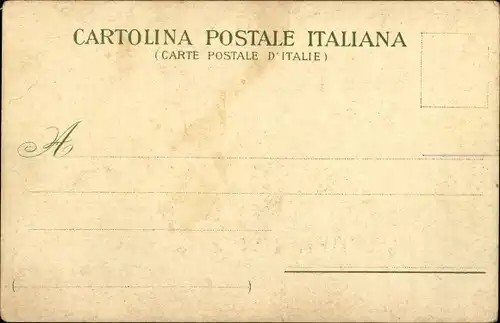 CARTOLINA POSTALE ITALIANA
(CARTE POSTALE D'ITALIE)
A
( )